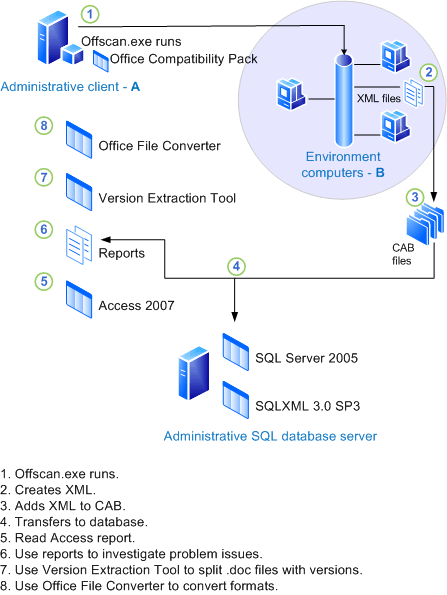 1
Offscan.exe runs
Office Compatibility Pack
Administrative client - A
2
XML files
Environment
computers - B
8
Office File Converter
7
Version Extraction Tool
3
CAB
files
6
Reports
4
5
Access 2007
SQL Server 2005
SQLXML 3.0 SP3
Administrative SQL database server
1. Offscan.exe runs.
2. Creates XML.
3. Adds XML to CAB.
4. Transfers to database.
5. Read Access report.
6. Use reports to investigate problem issues.
7. Use Version Extraction Tool to split .doc files with versions.
8. Use Office File Converter to convert formats.